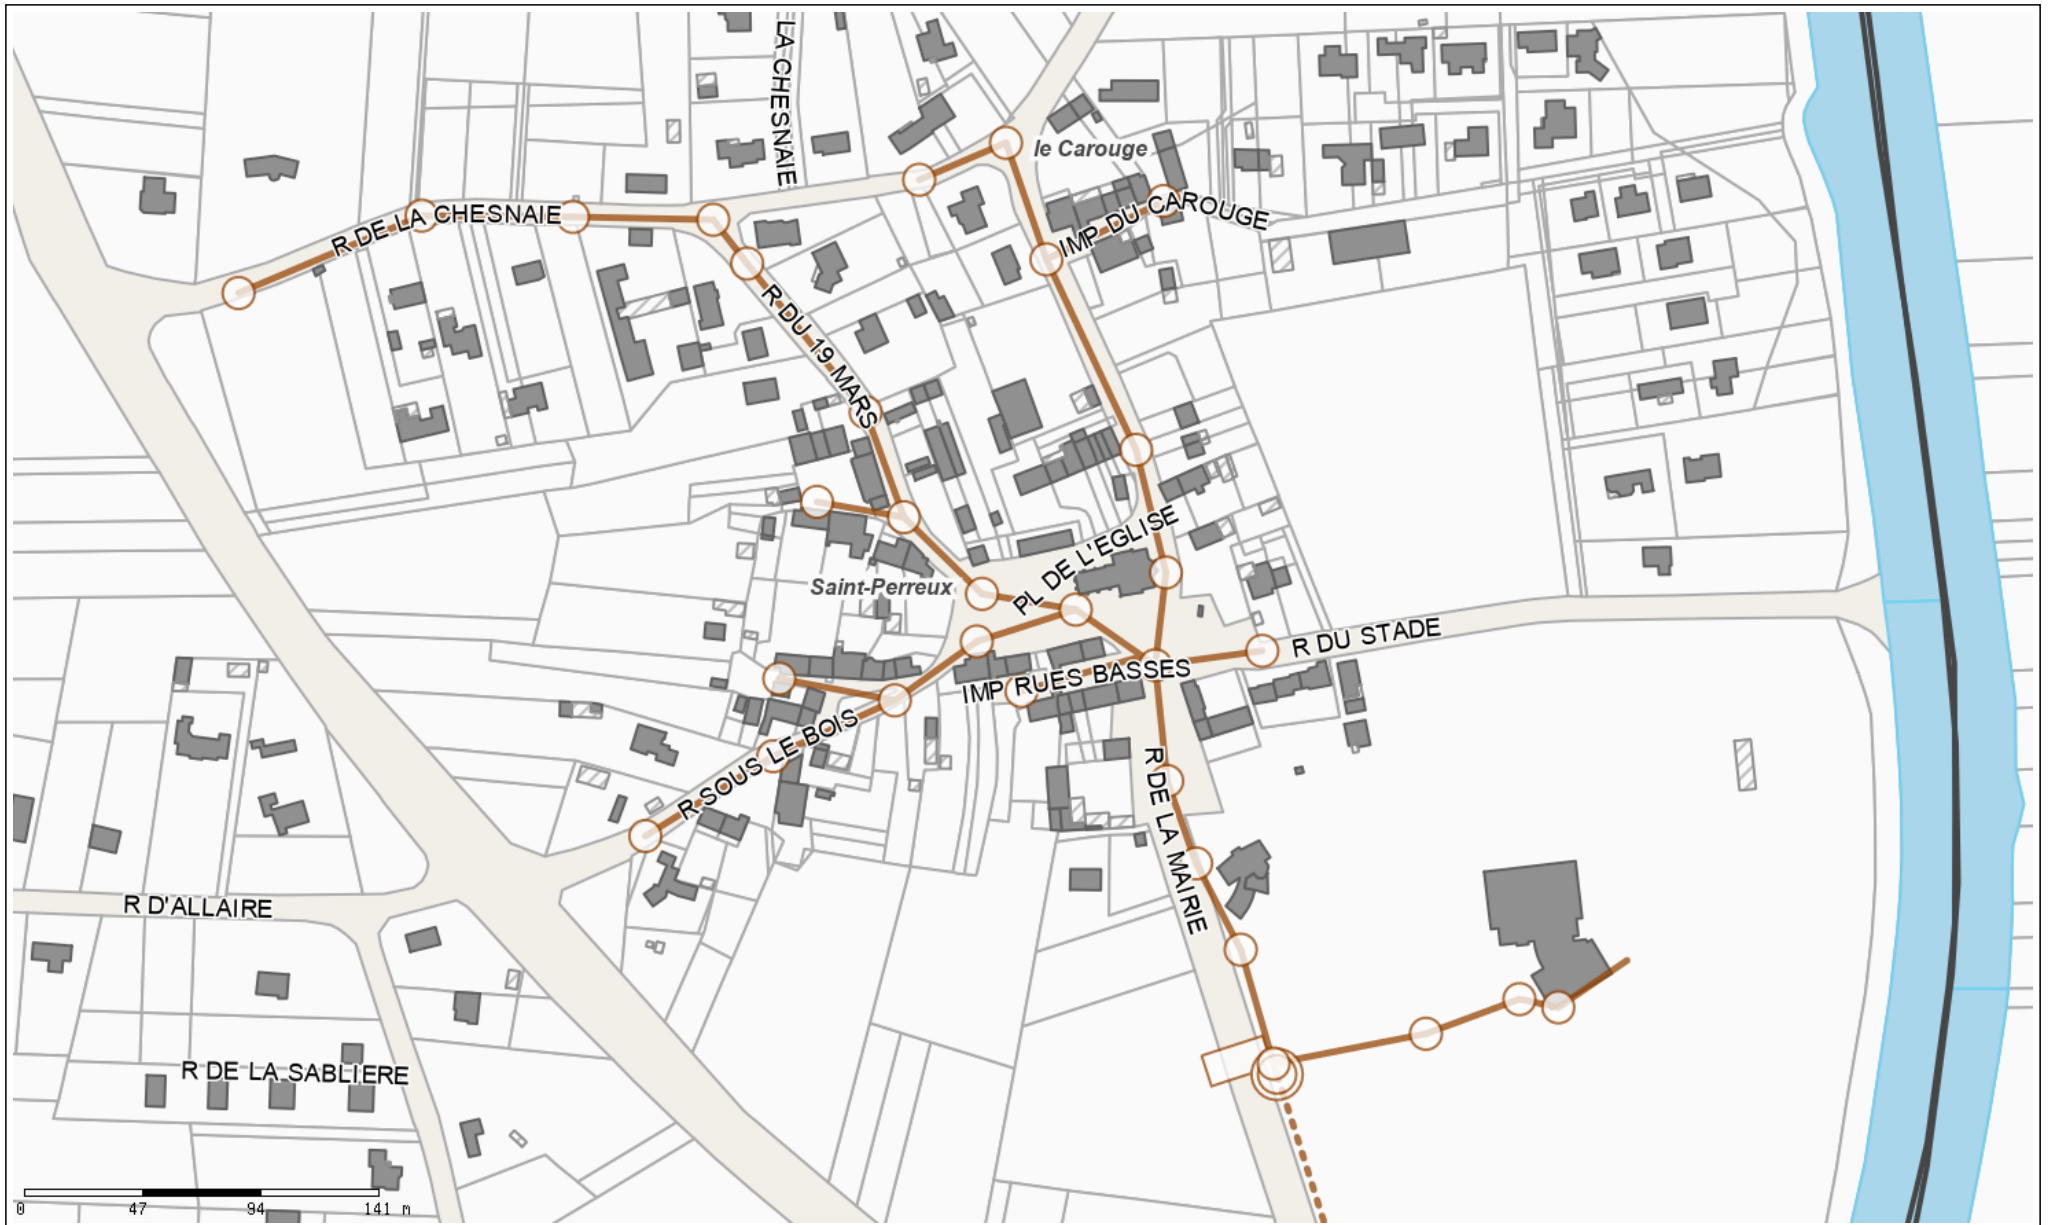 LA CHESNAIE
le Carouge
R DE LA CHESNAIE
IMP DU CAROUGE
R DU 19 MARS
PL DE L'EGLISE
Saint-Perreux
R DU STADE
IMP RUES BASSES
R SOUS LE BOIS
R DE LA MAIRIE
R D'ALLAIRE
R DE LA SABLIERE
0 47 94 141 m